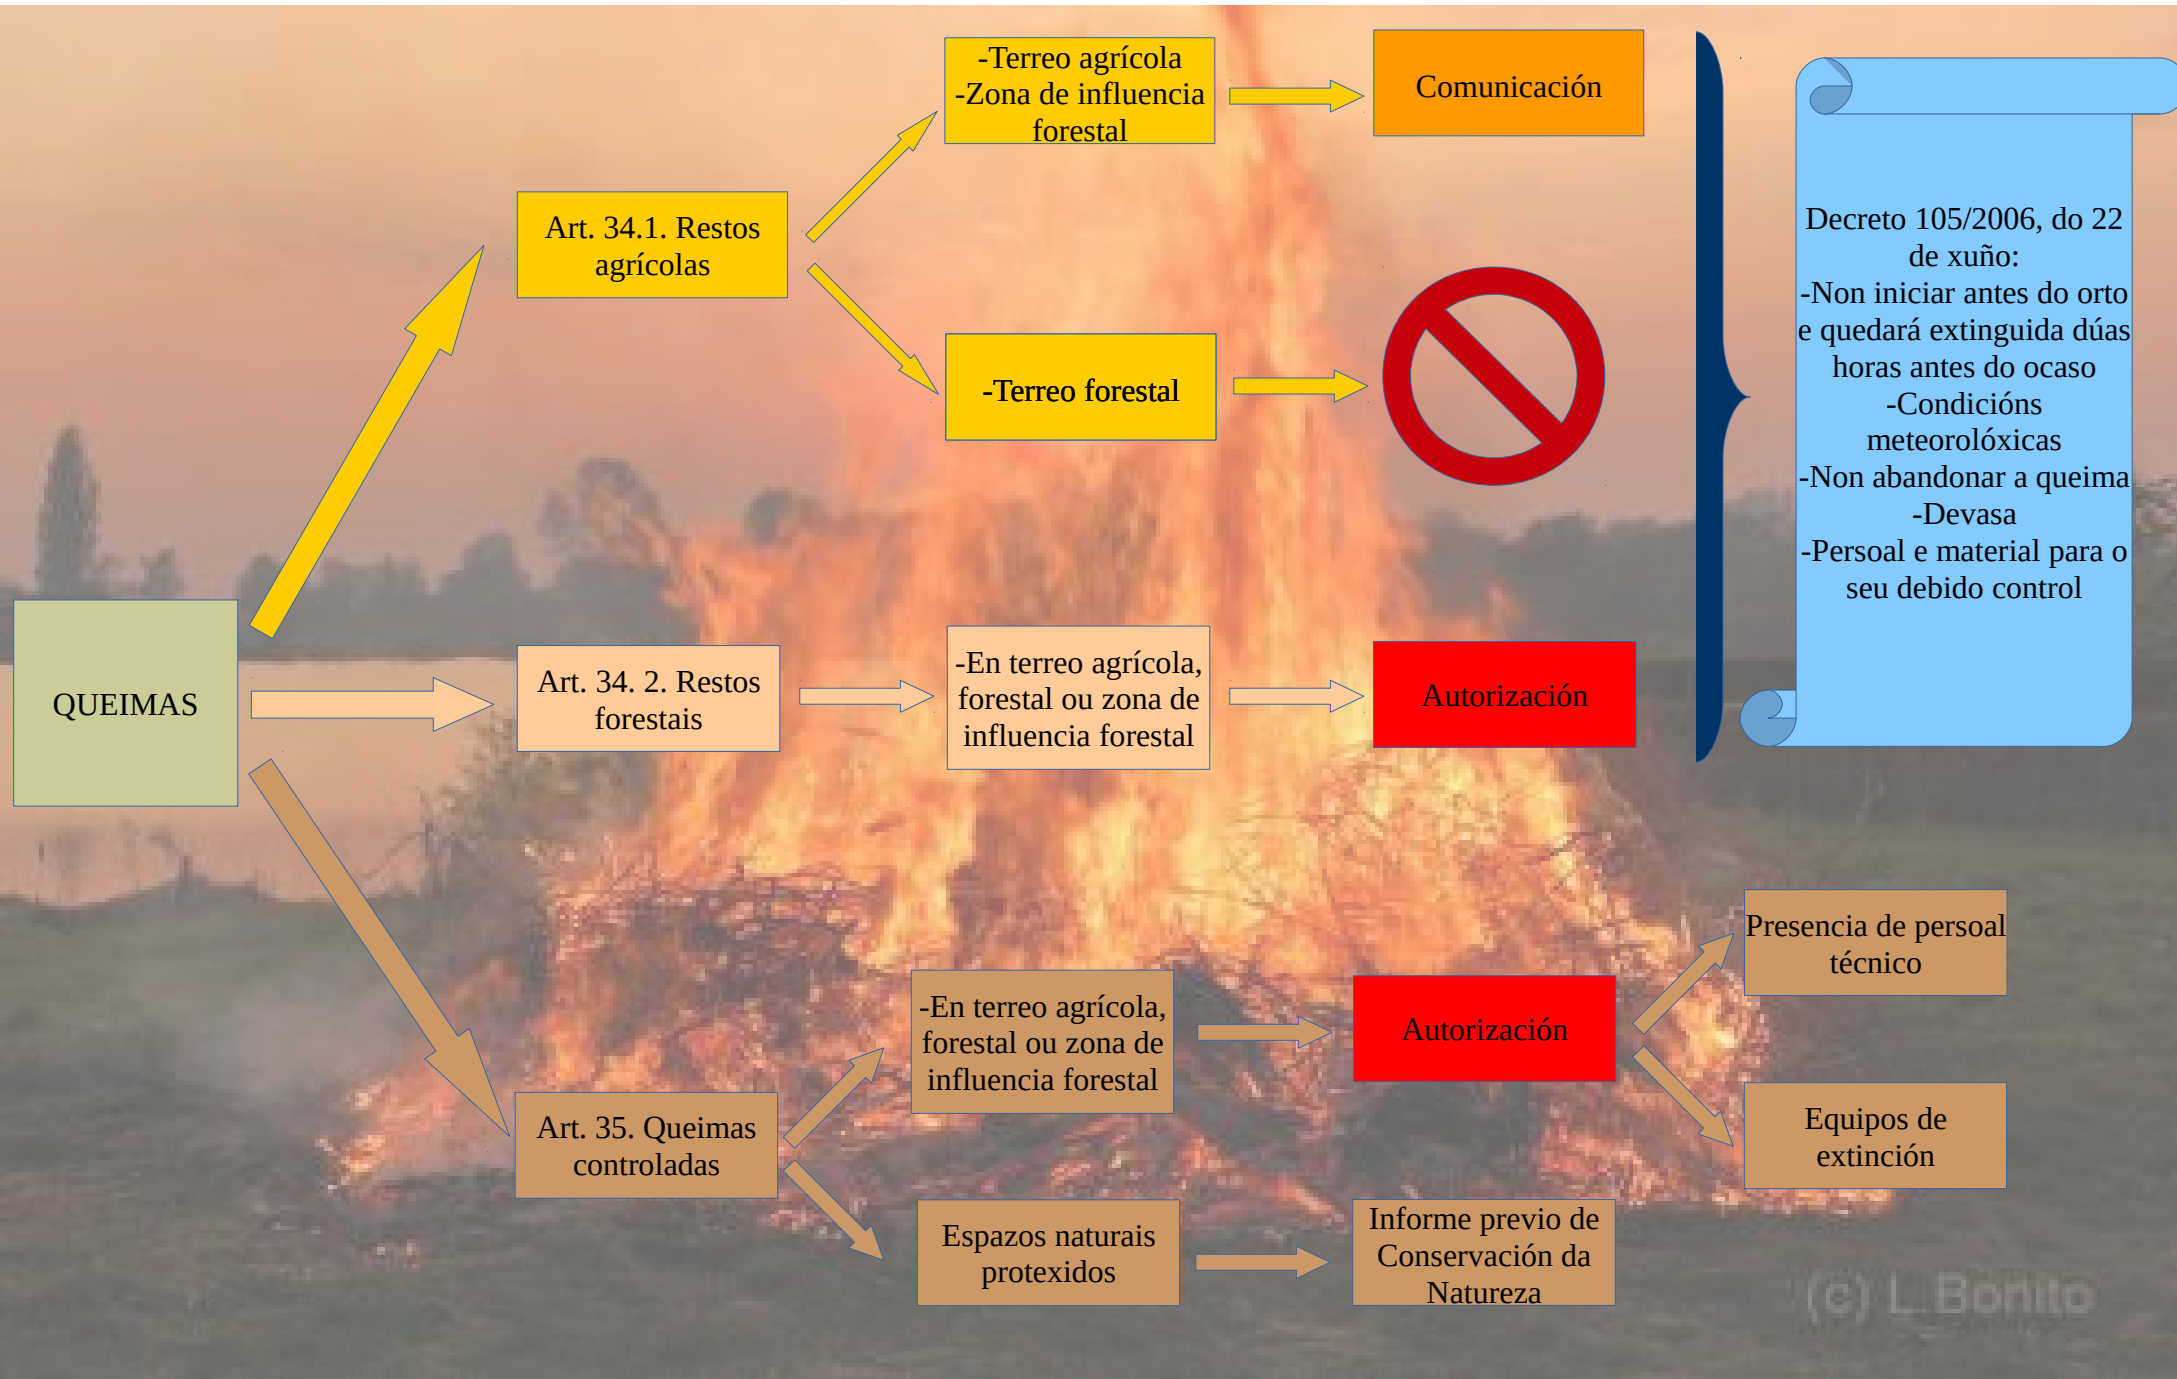 -Terreo agrícola
-Zona de influencia
forestal
Comunicación
Art. 34.1. Restos
agrícolas
-Terreo forestal
Decreto 105/2006, do 22
de xuño:
-Non iniciar antes do orto
e quedará extinguida dúas
horas antes do ocaso
-Condicións
meteorolóxicas
-Non abandonar a queima
-Devasa
-Persoal e material para o
seu debido control
QUEIMAS
Art. 34. 2. Restos
forestais
-En terreo agrícola,
forestal ou zona de
influencia forestal
Autorización
Art. 35. Queimas
controladas
-En terreo agrícola,
forestal ou zona de
influencia forestal
Autorización
Presencia de persoal
técnico
Equipos de
extinción
Espazos naturais
protexidos
Informe previo de
Conservación da
Natureza
(c) L.Bonito